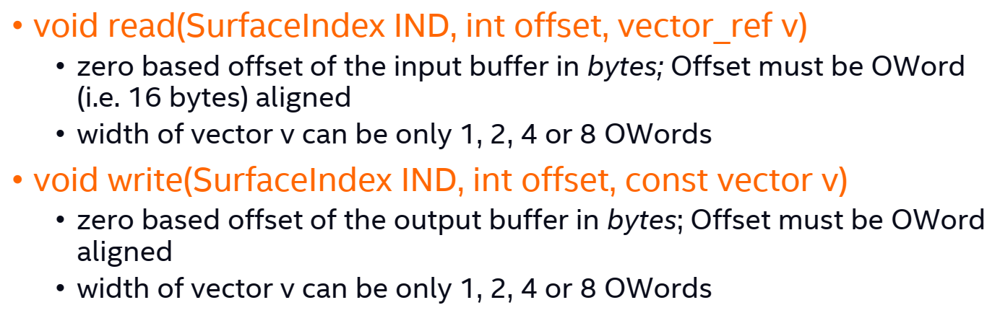 • void read(SurfaceIndex IND, int offset, vector_ref v)
• zero based offset of the input buffer in bytes; Offset must be OWord
(i.e. 16 bytes) aligned
• width of vector v can be only 1, 2, 4 or 8 OWords
• void write(SurfaceIndex IND, int offset, const vector v)
• zero based offset of the output buffer in bytes; Offset must be OWord
aligned
• width of vector v can be only 1, 2, 4 or 8 OWords